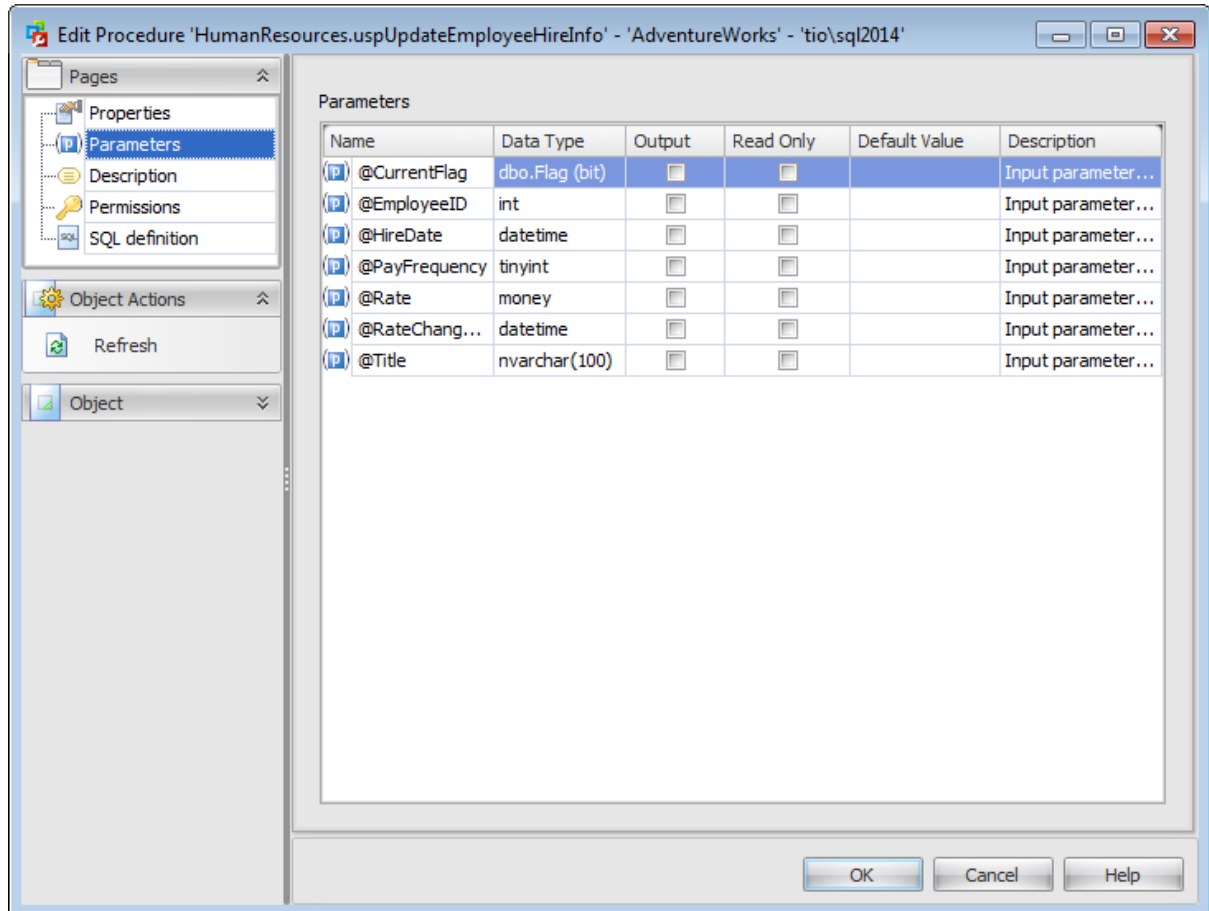 Edit Procedure 'HumanResources.uspUpdateEmployeeHireInfo' - 'AdventureWorks' - 'tio\sql2014'
Pages
Properties
Parameters
Description
Permissions
SQL definition
Object Actions
Refresh
Object
Parameters
Name Data Type Output Read Only Default Value Description
@CurrentFlag dbo.Flag (bit) Input parameter...
@EmployeeID int Input parameter...
@HireDate datetime Input parameter...
@PayFrequency tinyint Input parameter...
@Rate money Input parameter...
@RateChang... datetime Input parameter...
@Title nvarchar(100) Input parameter...
OK Cancel Help